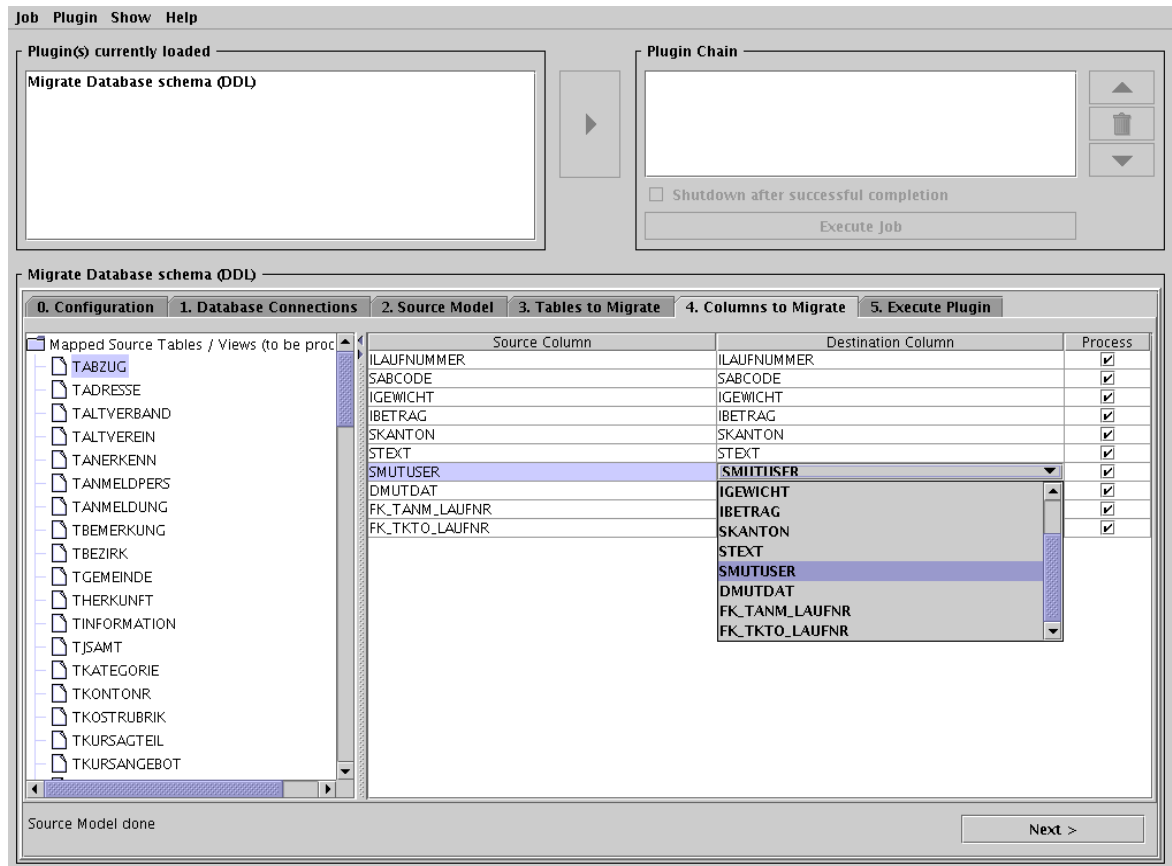 Job Plugin Show Help
Plugin(s) currently loaded
Plugin Chain
Migrate Database schema (DDL)
Shutdown after successful completion
Execute Job
Migrate Database schema (DDL)
0. Configuration 1. Database Connections 2. Source Model 3. Tables to Migrate 4. Columns to Migrate 5. Execute Plugin
Mapped Source Tables / Views (to be proc
TABZUG
TADRESSE
TALTVERBAND
TALTVEREIN
TANERKENN
TANMELDPERS
TANMELDUNG
TBEMERKUNG
TBEZIRK
TGEMEINDE
THERKUNFT
TINFORMATION
TJSAMT
TKATEGORIE
TKONTONR
TKOSTRUBRIK
TKURSAGTEIL
TKURSANGEBOT
Source Column Destination Column Process
ILAUFNUMMER ILAUFNUMMER
SABCODE SABCODE
IGEWICHT IGEWICHT
IBETRAG IBETRAG
SKANTON SKANTON
STEXT STEXT
SMUTUSER SMUTUSER
DMUTDAT
FK_TANM_LAUFNR
FK_TKTO_LAUFNR
IGEWICHT
IBETRAG
SKANTON
STEXT
SMUTUSER
DMUTDAT
FK_TANM_LAUFNR
FK_TKTO_LAUFNR
Source Model done
Next >